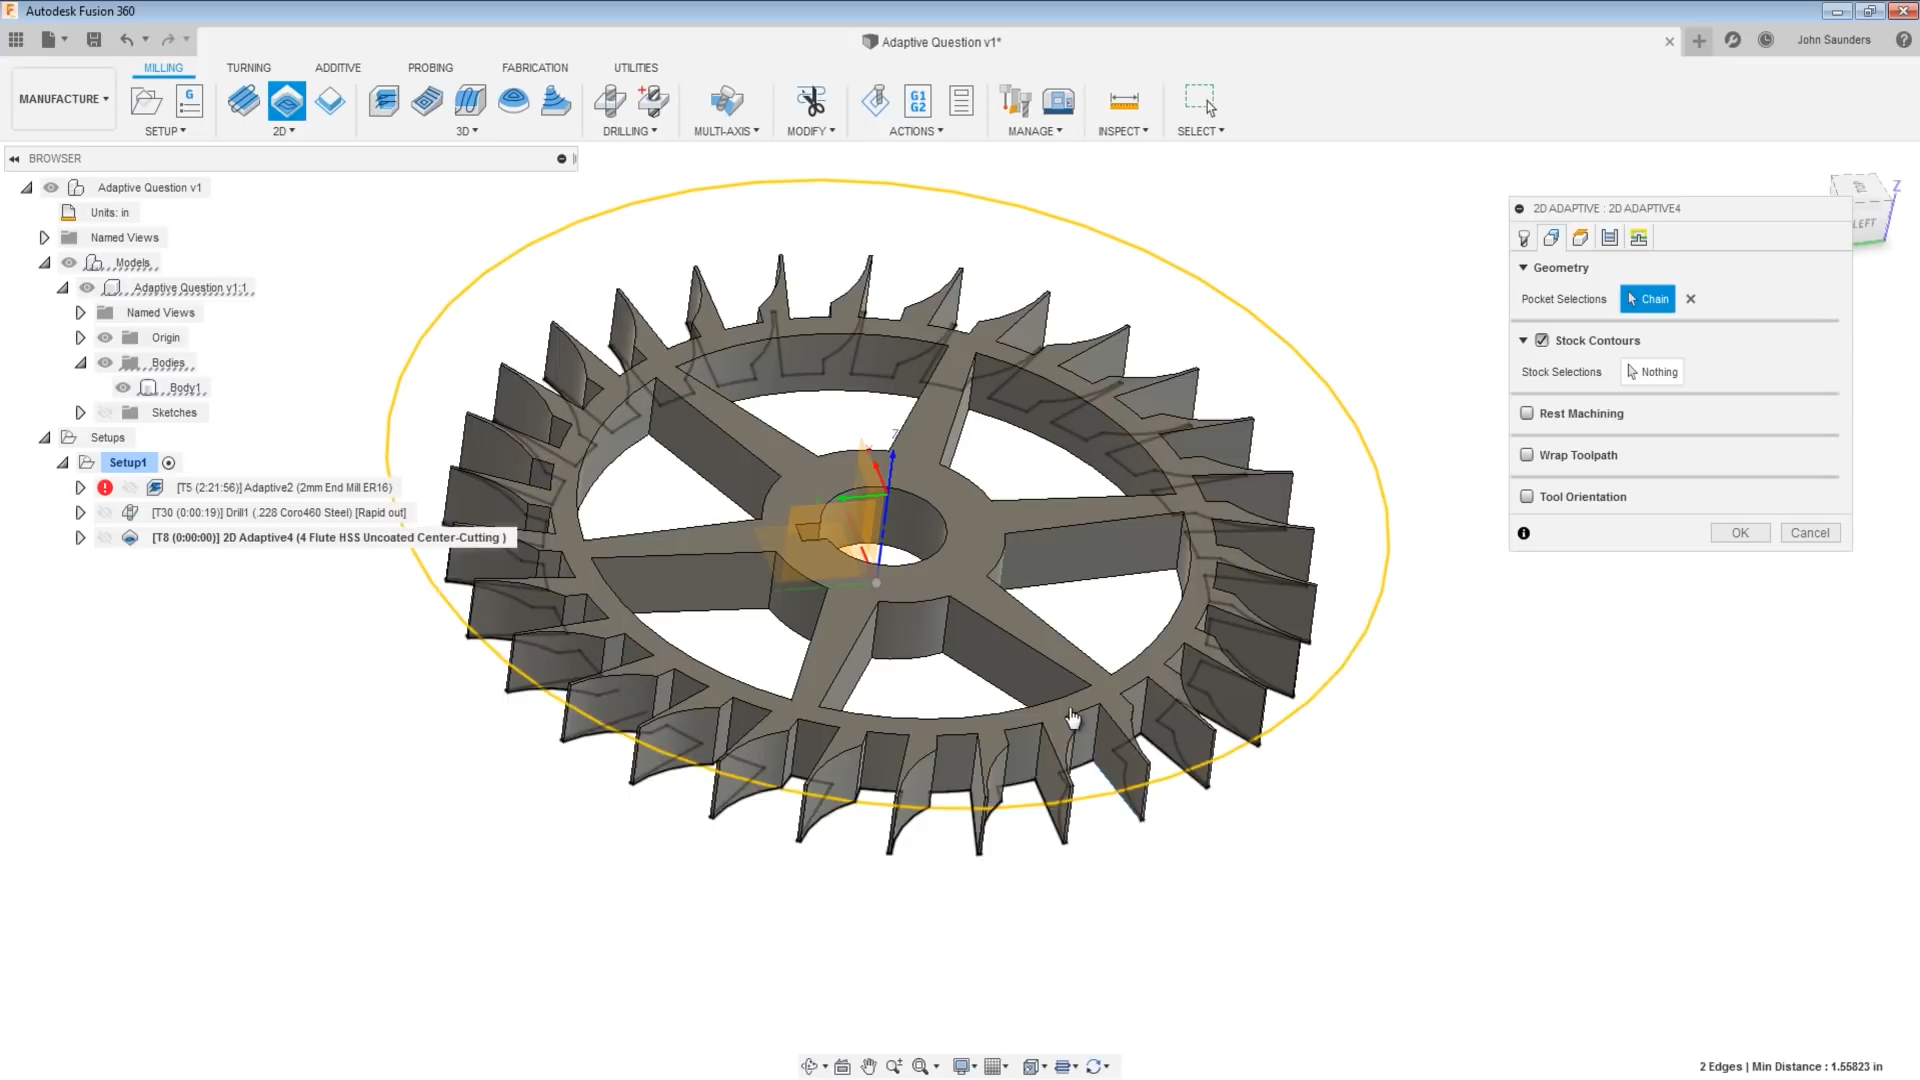 Autodesk Fusion 360
Adaptive Question v1*
John Saunders
MANUFACTURE
MILLING
TURNING
ADDITIVE
PROBING
FABRICATION
UTILITIES
G
G1
G2
SETUP
2D
3D
DRILLING
MULTI-AXIS
MODIFY
ACTIONS
MANAGE
INSPECT
SELECT
BROWSER
Adaptive Question v1
Units: in
Named Views
Models
Adaptive Question v1:1
Named Views
Origin
Bodies
Body1
Sketches
Setups
Setup1
[T5 (2:21:56)] Adaptive2 (2mm End Mill ER16)
[T30 (0:00:19)] Drill1 (.228 Coro460 Steel) [Rapid out]
[T8 (0:00:00)] 2D Adaptive4 (4 Flute HSS Uncoated Center-Cutting )
Z
TOP
LEFT
Z
2D ADAPTIVE : 2D ADAPTIVE4
Geometry
Pocket Selections
Chain
Stock Contours
Stock Selections
Nothing
Rest Machining
Wrap Toolpath
Tool Orientation
OK
Cancel
2 Edges | Min Distance : 1.55823 in